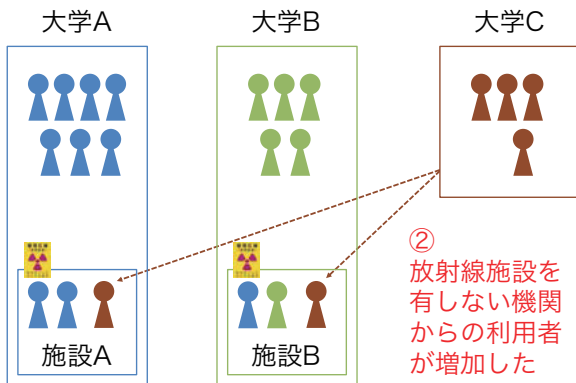 大学A
大学B
大学C
②
放射線施設を
有しない機関
からの利用者
が増加した
施設A
施設B